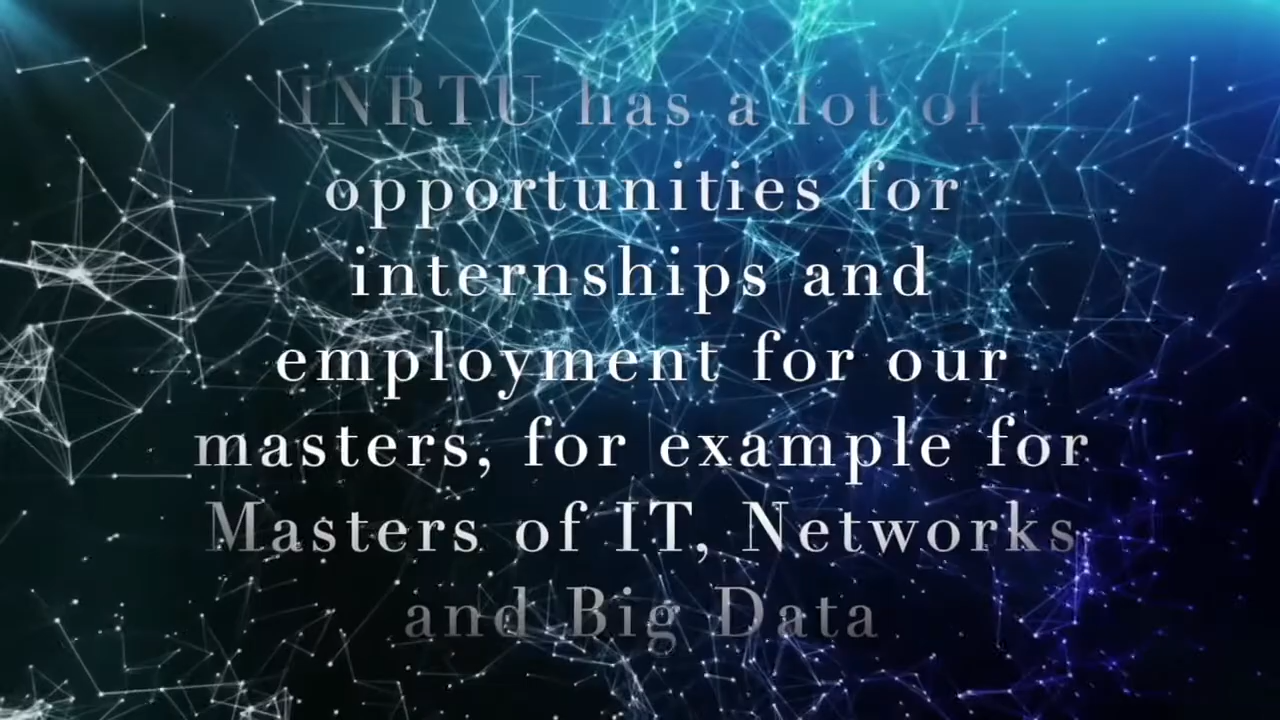 INRTU has a lot of
opportunities for
internships and
employment for our
masters, for example for
Masters of IT, Networks
and Big Data